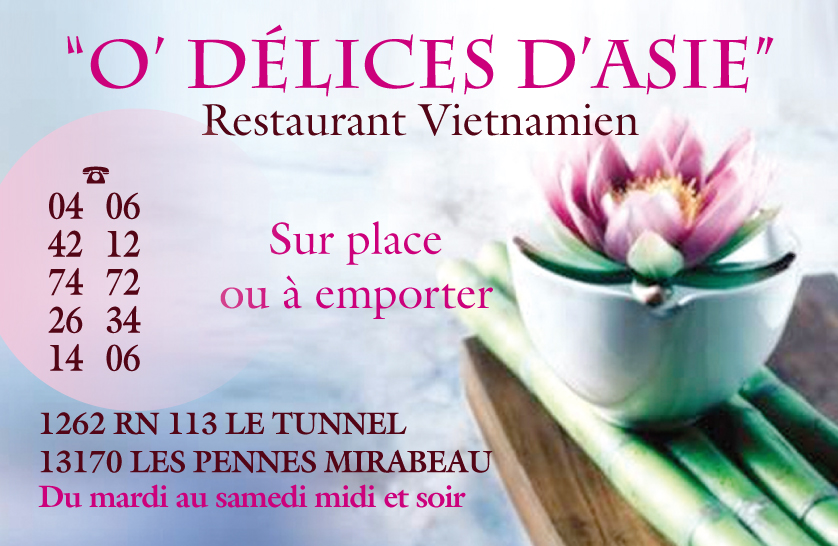 “O’ DÉLICES D’ASIE”
Restaurant Vietnamien
☎
04 06
42 12
74 72
26 34
14 06
Sur place
ou à emporter
1262 RN 113 LE TUNNEL
13170 LES PENNES MIRABEAU
Du mardi au samedi midi et soir